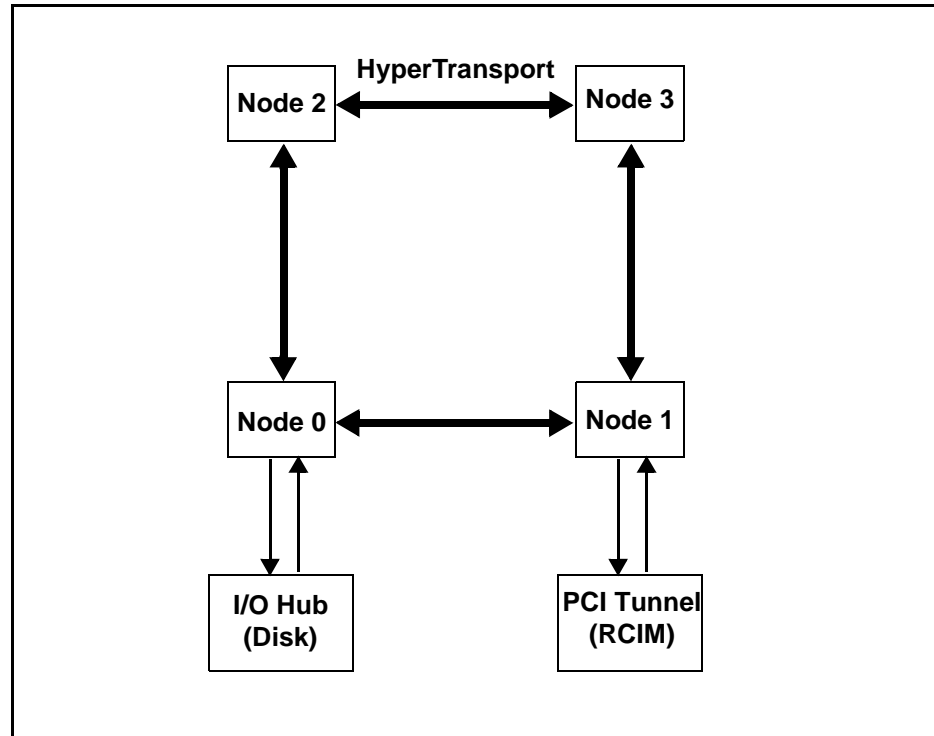 HyperTransport
Node 2
Node 3
Node 0
Node 1
I/O Hub
(Disk)
PCI Tunnel
(RCIM)